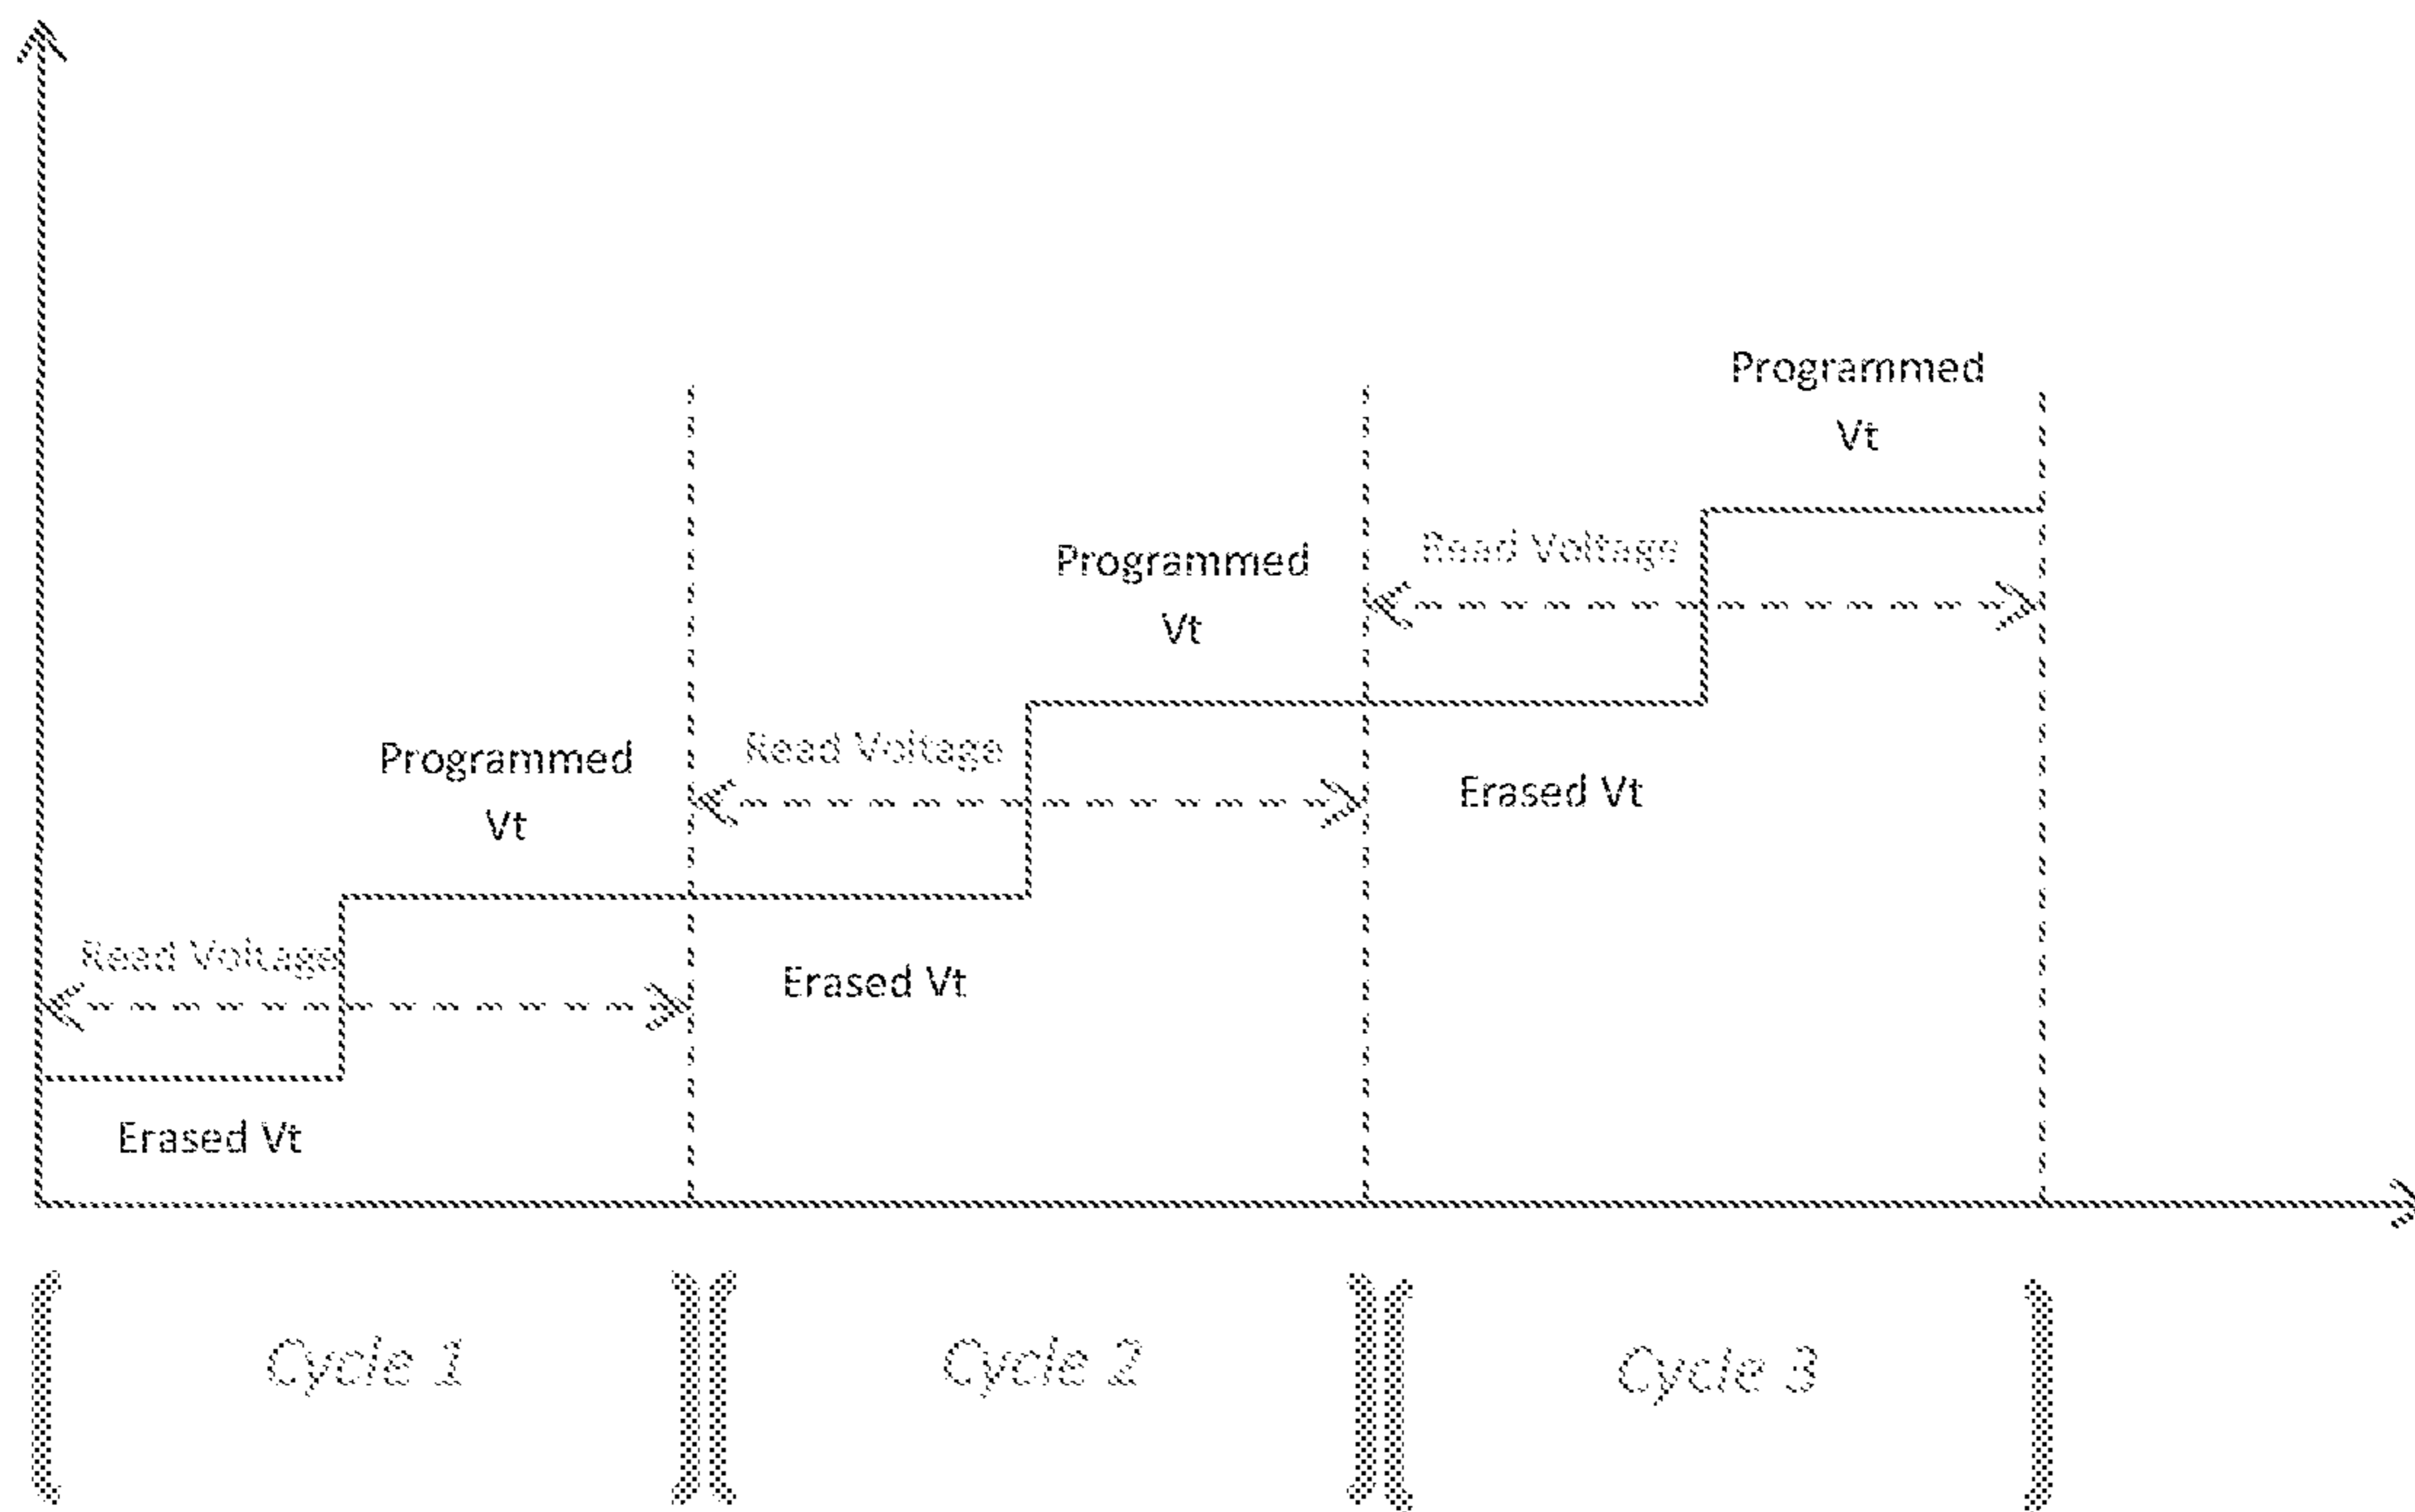 Programmed
Vt
Read Voltage
Programmed
Vt
Erased Vt
Read Voltage
Programmed
Vt
Erased Vt
Read Voltage
Erased Vt
Cycle 1
Cycle 2
Cycle 3